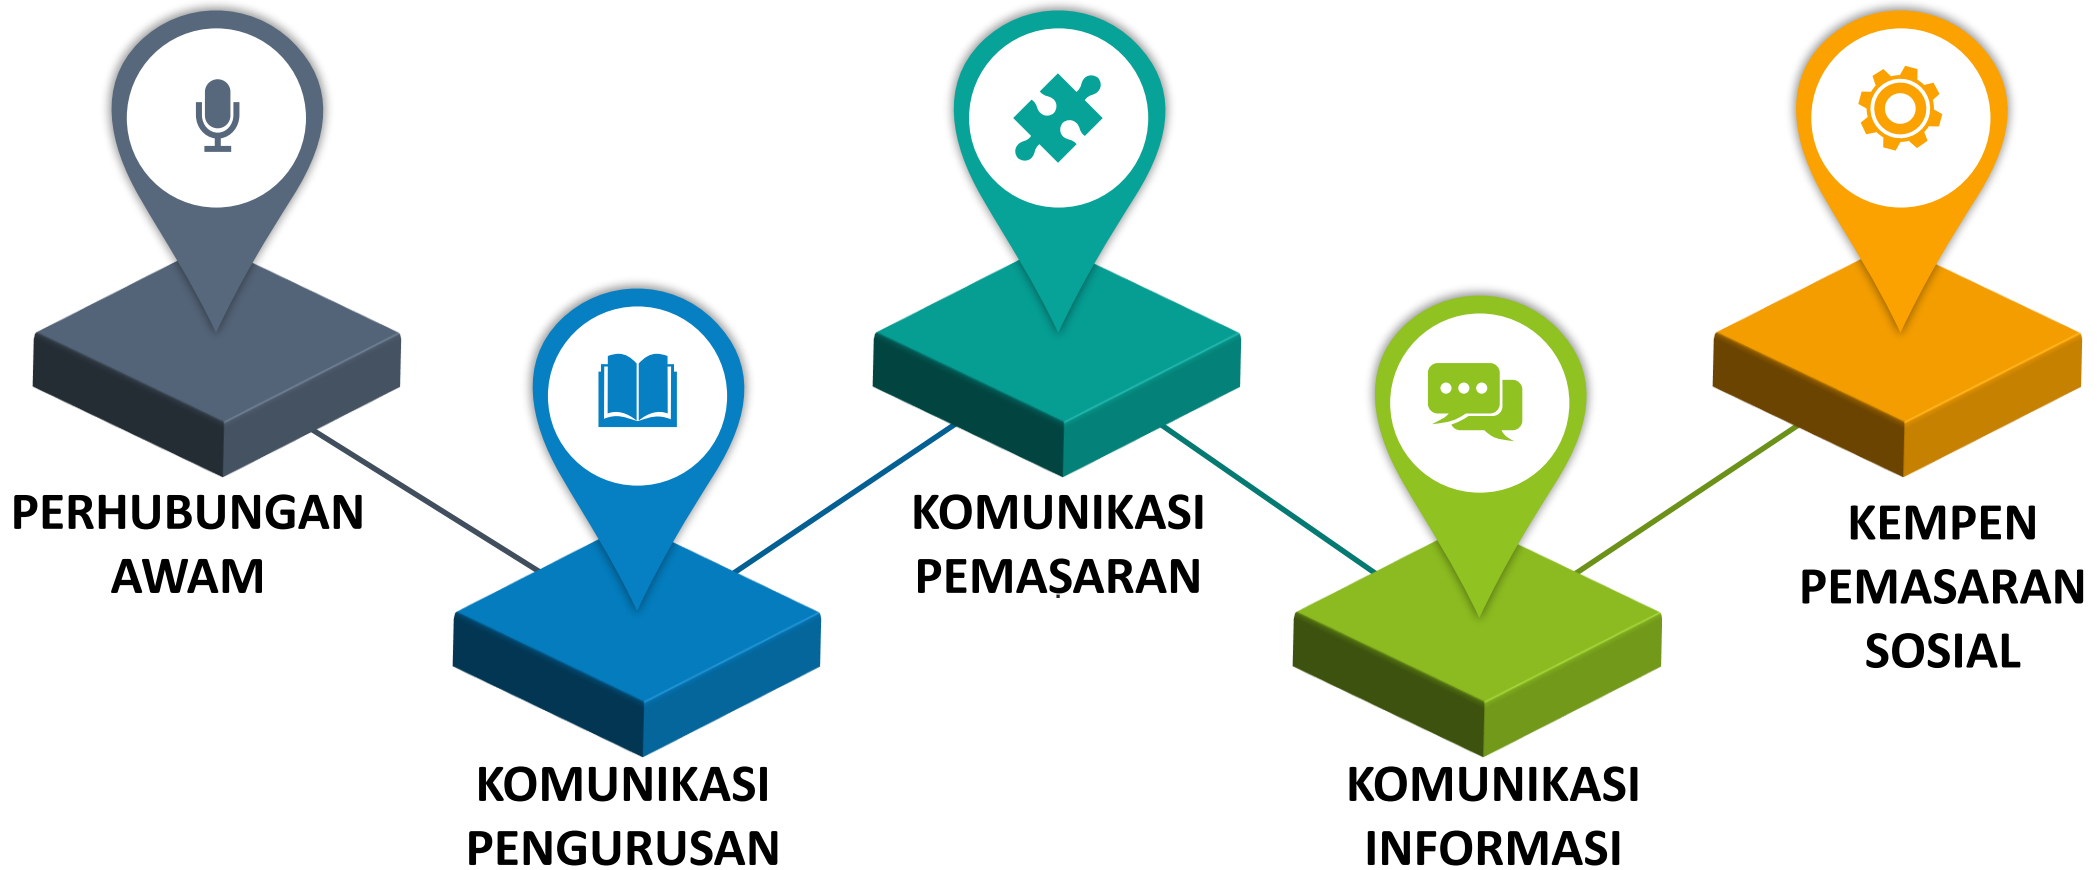 PERHUBUNGAN
AWAM
KOMUNIKASI
PENGURUSAN
KOMUNIKASI
PEMASARAN
KOMUNIKASI
INFORMASI
KEMPEN
PEMASARAN
SOSIAL